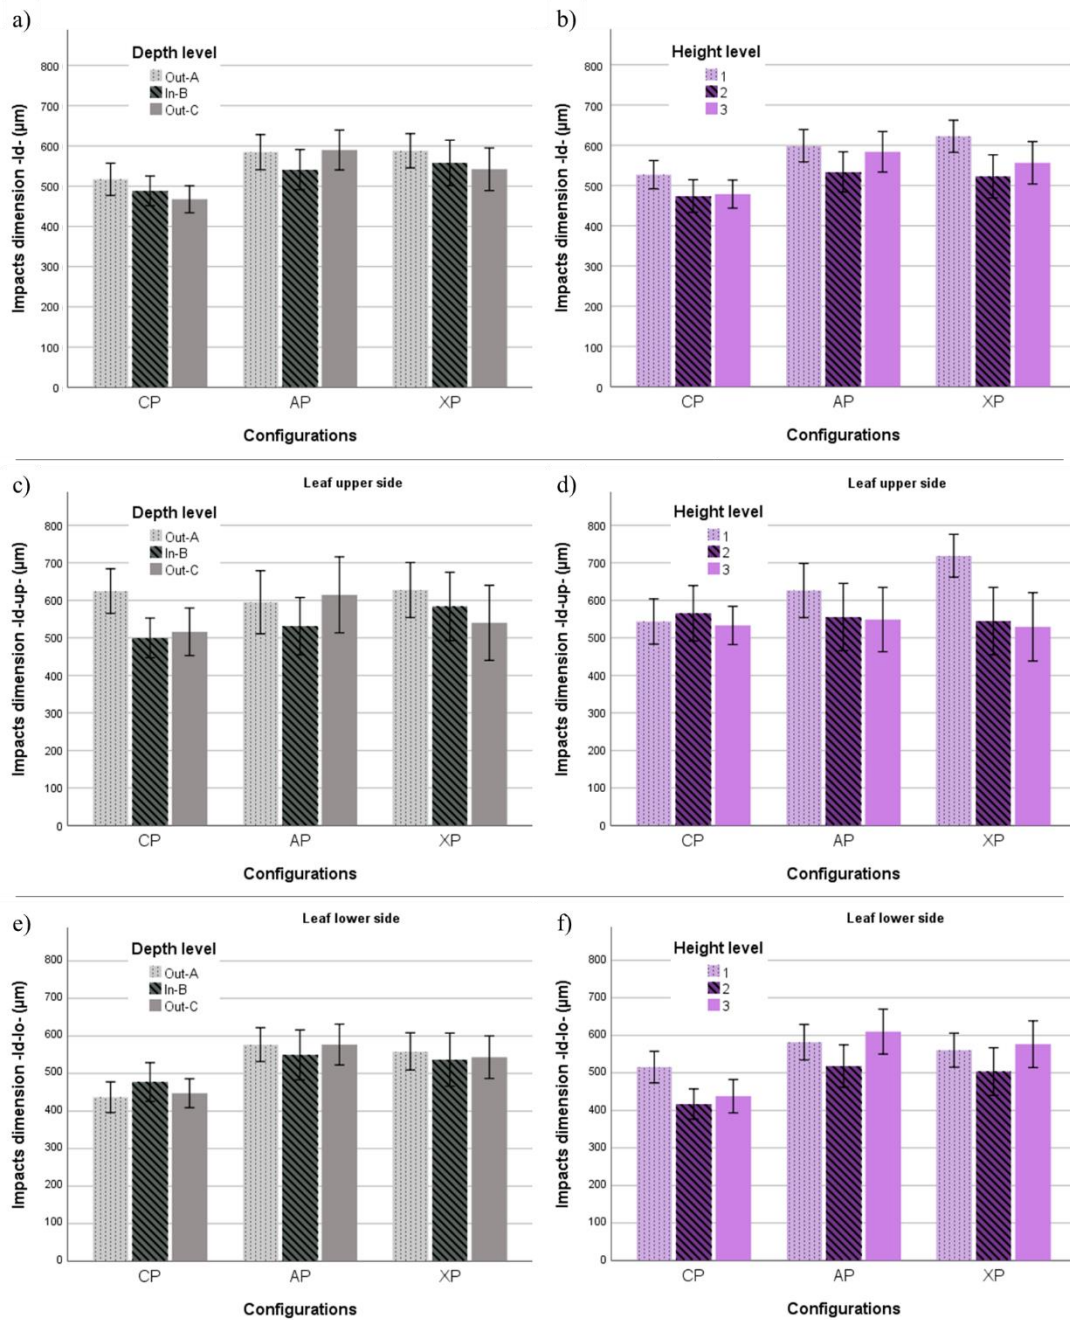 a)
Depth level
Out-A
In-B
Out-C
Impacts dimension -Id- (µm)
800
700
600
500
400
300
200
100
0
CP AP XP
Configurations
b)
Height level
1
2
3
Impacts dimension -Id- (µm)
800
700
600
500
400
300
200
100
0
CP AP XP
Configurations
c)
Leaf upper side
Depth level
Out-A
In-B
Out-C
Impacts dimension -Id-up- (µm)
800
700
600
500
400
300
200
100
0
CP AP XP
Configurations
d)
Leaf upper side
Height level
1
2
3
Impacts dimension -Id-up- (µm)
800
700
600
500
400
300
200
100
0
CP AP XP
Configurations
e)
Leaf lower side
Depth level
Out-A
In-B
Out-C
Impacts dimension -Id-lo- (µm)
800
700
600
500
400
300
200
100
0
CP AP XP
Configurations
f)
Leaf lower side
Height level
1
2
3
Impacts dimension -Id-lo- (µm)
800
700
600
500
400
300
200
100
0
CP AP XP
Configurations